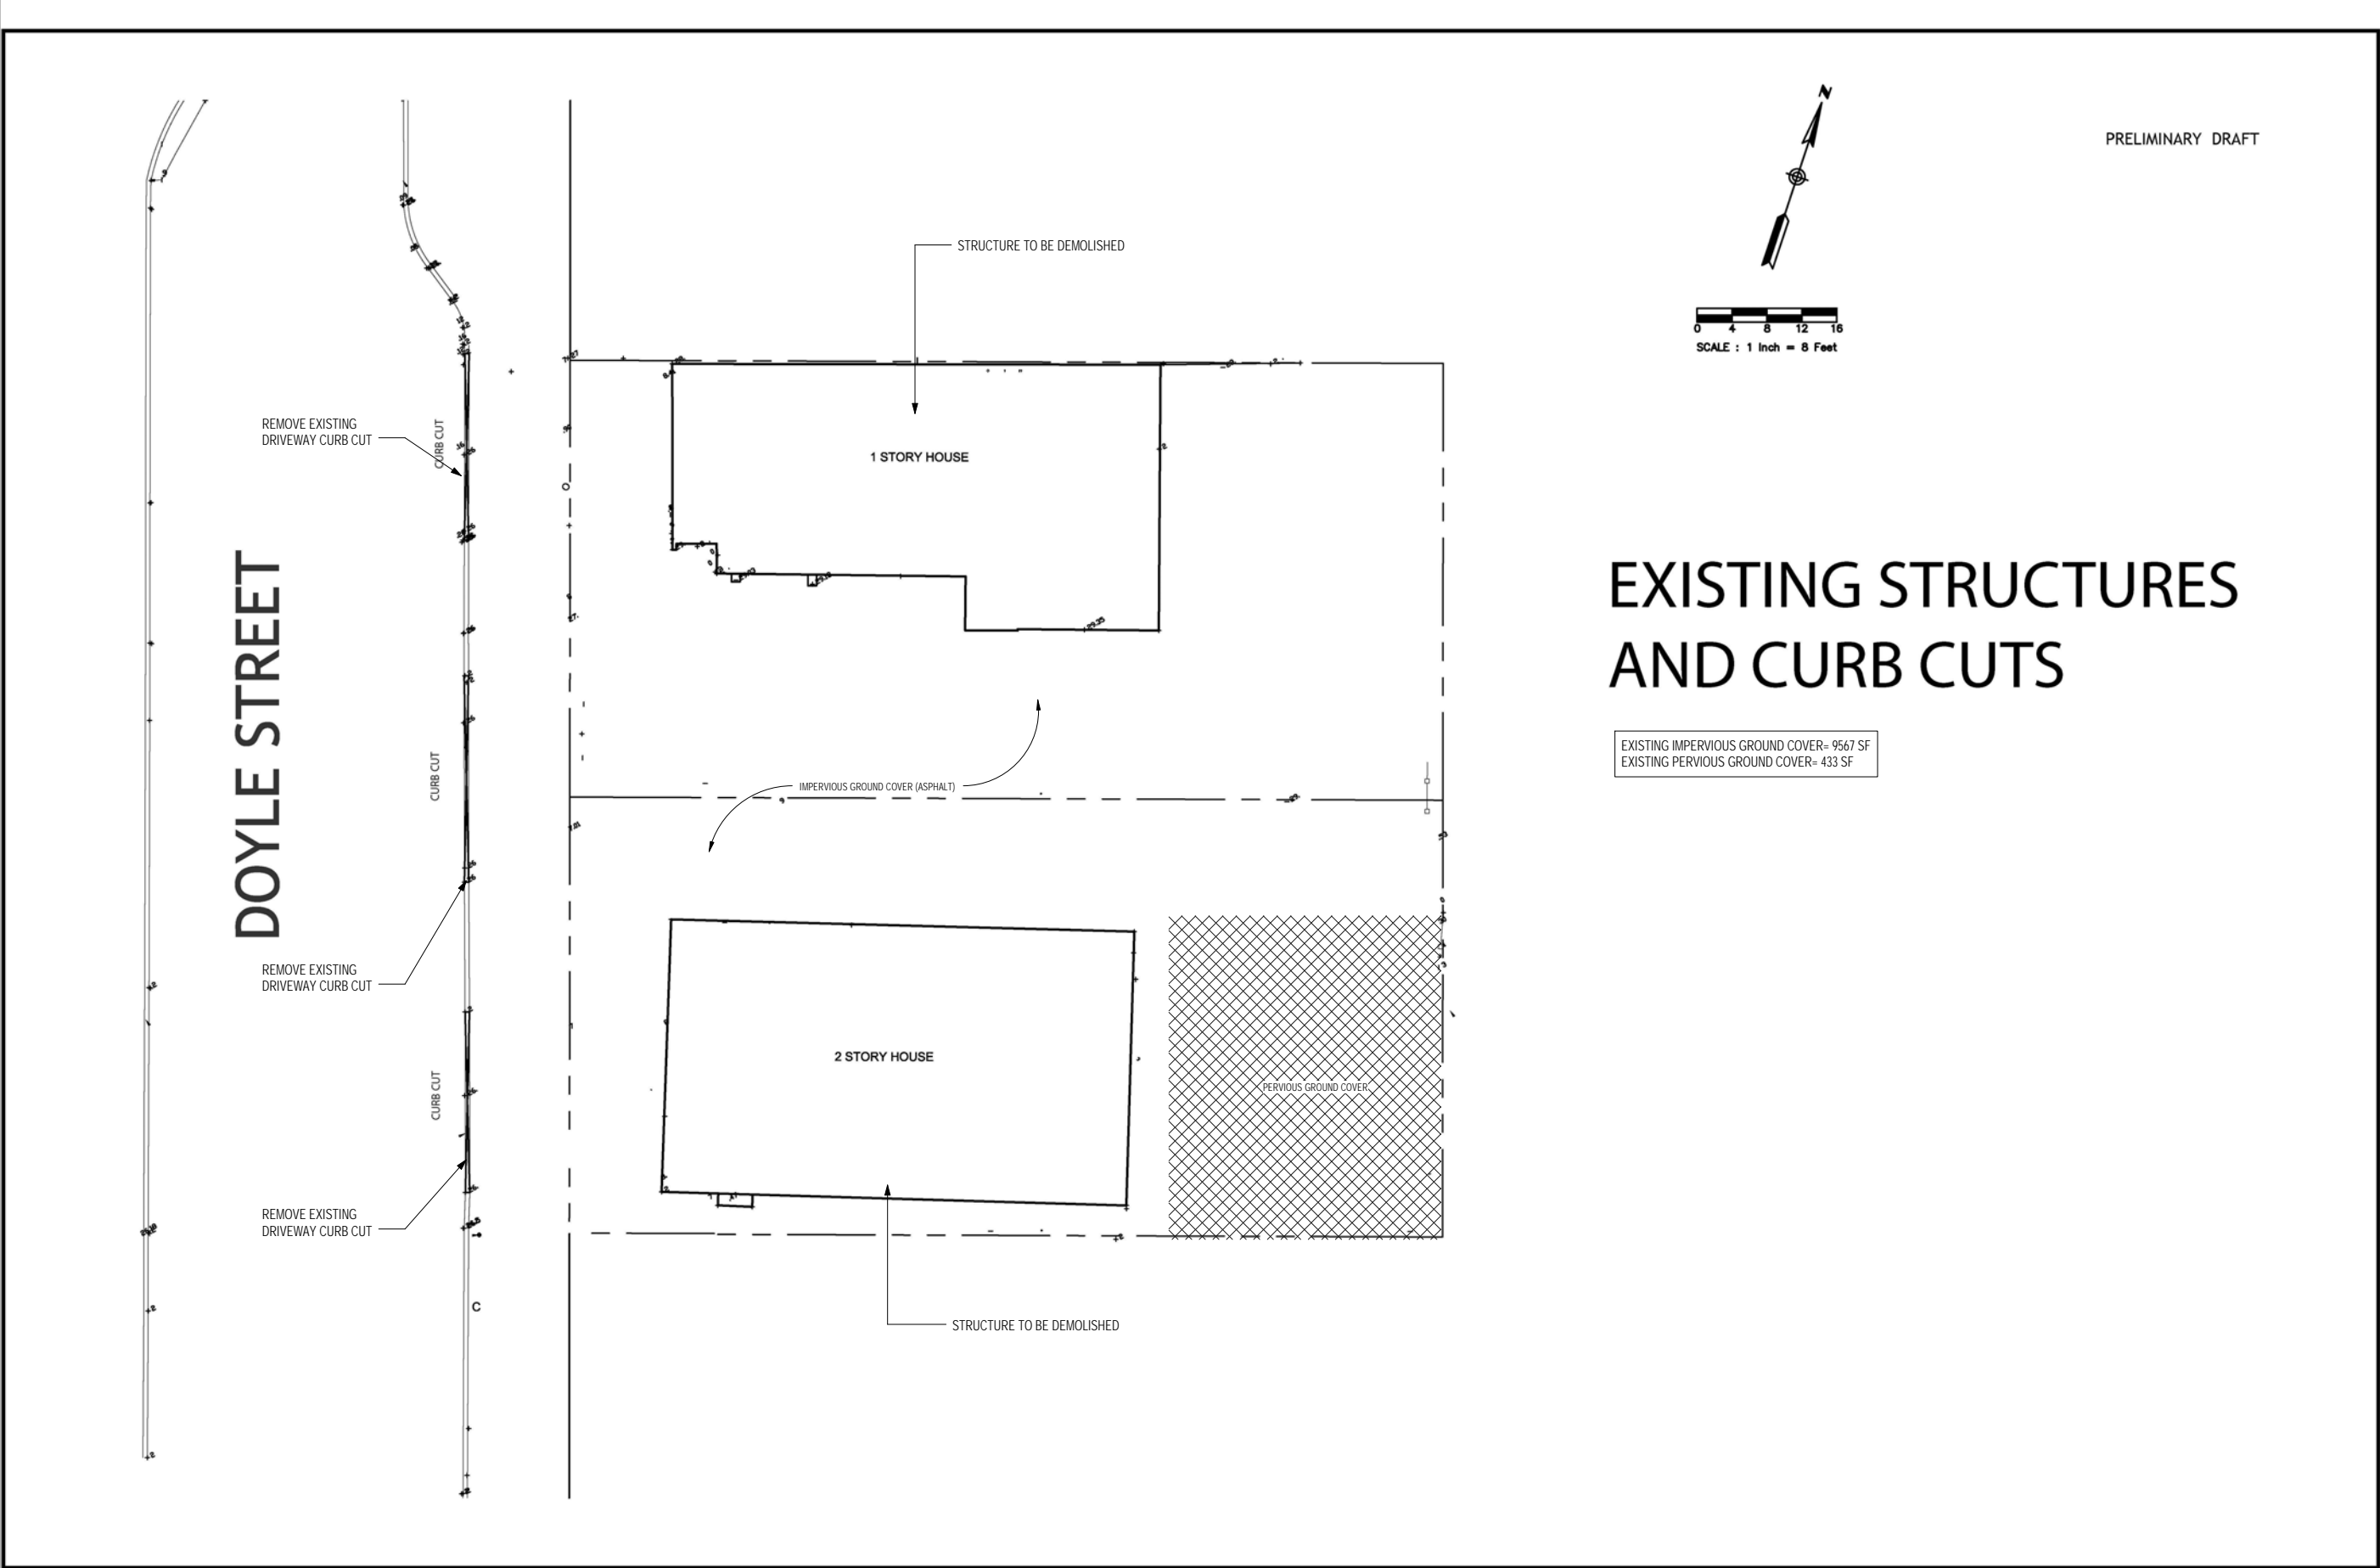 N
PRELIMINARY DRAFT
0 4 8 12 16
SCALE : 1 Inch = 8 Feet
STRUCTURE TO BE DEMOLISHED
REMOVE EXISTING
DRIVEWAY CURB CUT
CURB CUT
1 STORY HOUSE
29.25
DOYLE STREET
EXISTING STRUCTURES
AND CURB CUTS
EXISTING IMPERVIOUS GROUND COVER= 9567 SF
EXISTING PERVIOUS GROUND COVER= 433 SF
CURB CUT
IMPERVIOUS GROUND COVER (ASPHALT)
REMOVE EXISTING
DRIVEWAY CURB CUT
2 STORY HOUSE
CURB CUT
PERVIOUS GROUND COVER
REMOVE EXISTING
DRIVEWAY CURB CUT
C
STRUCTURE TO BE DEMOLISHED